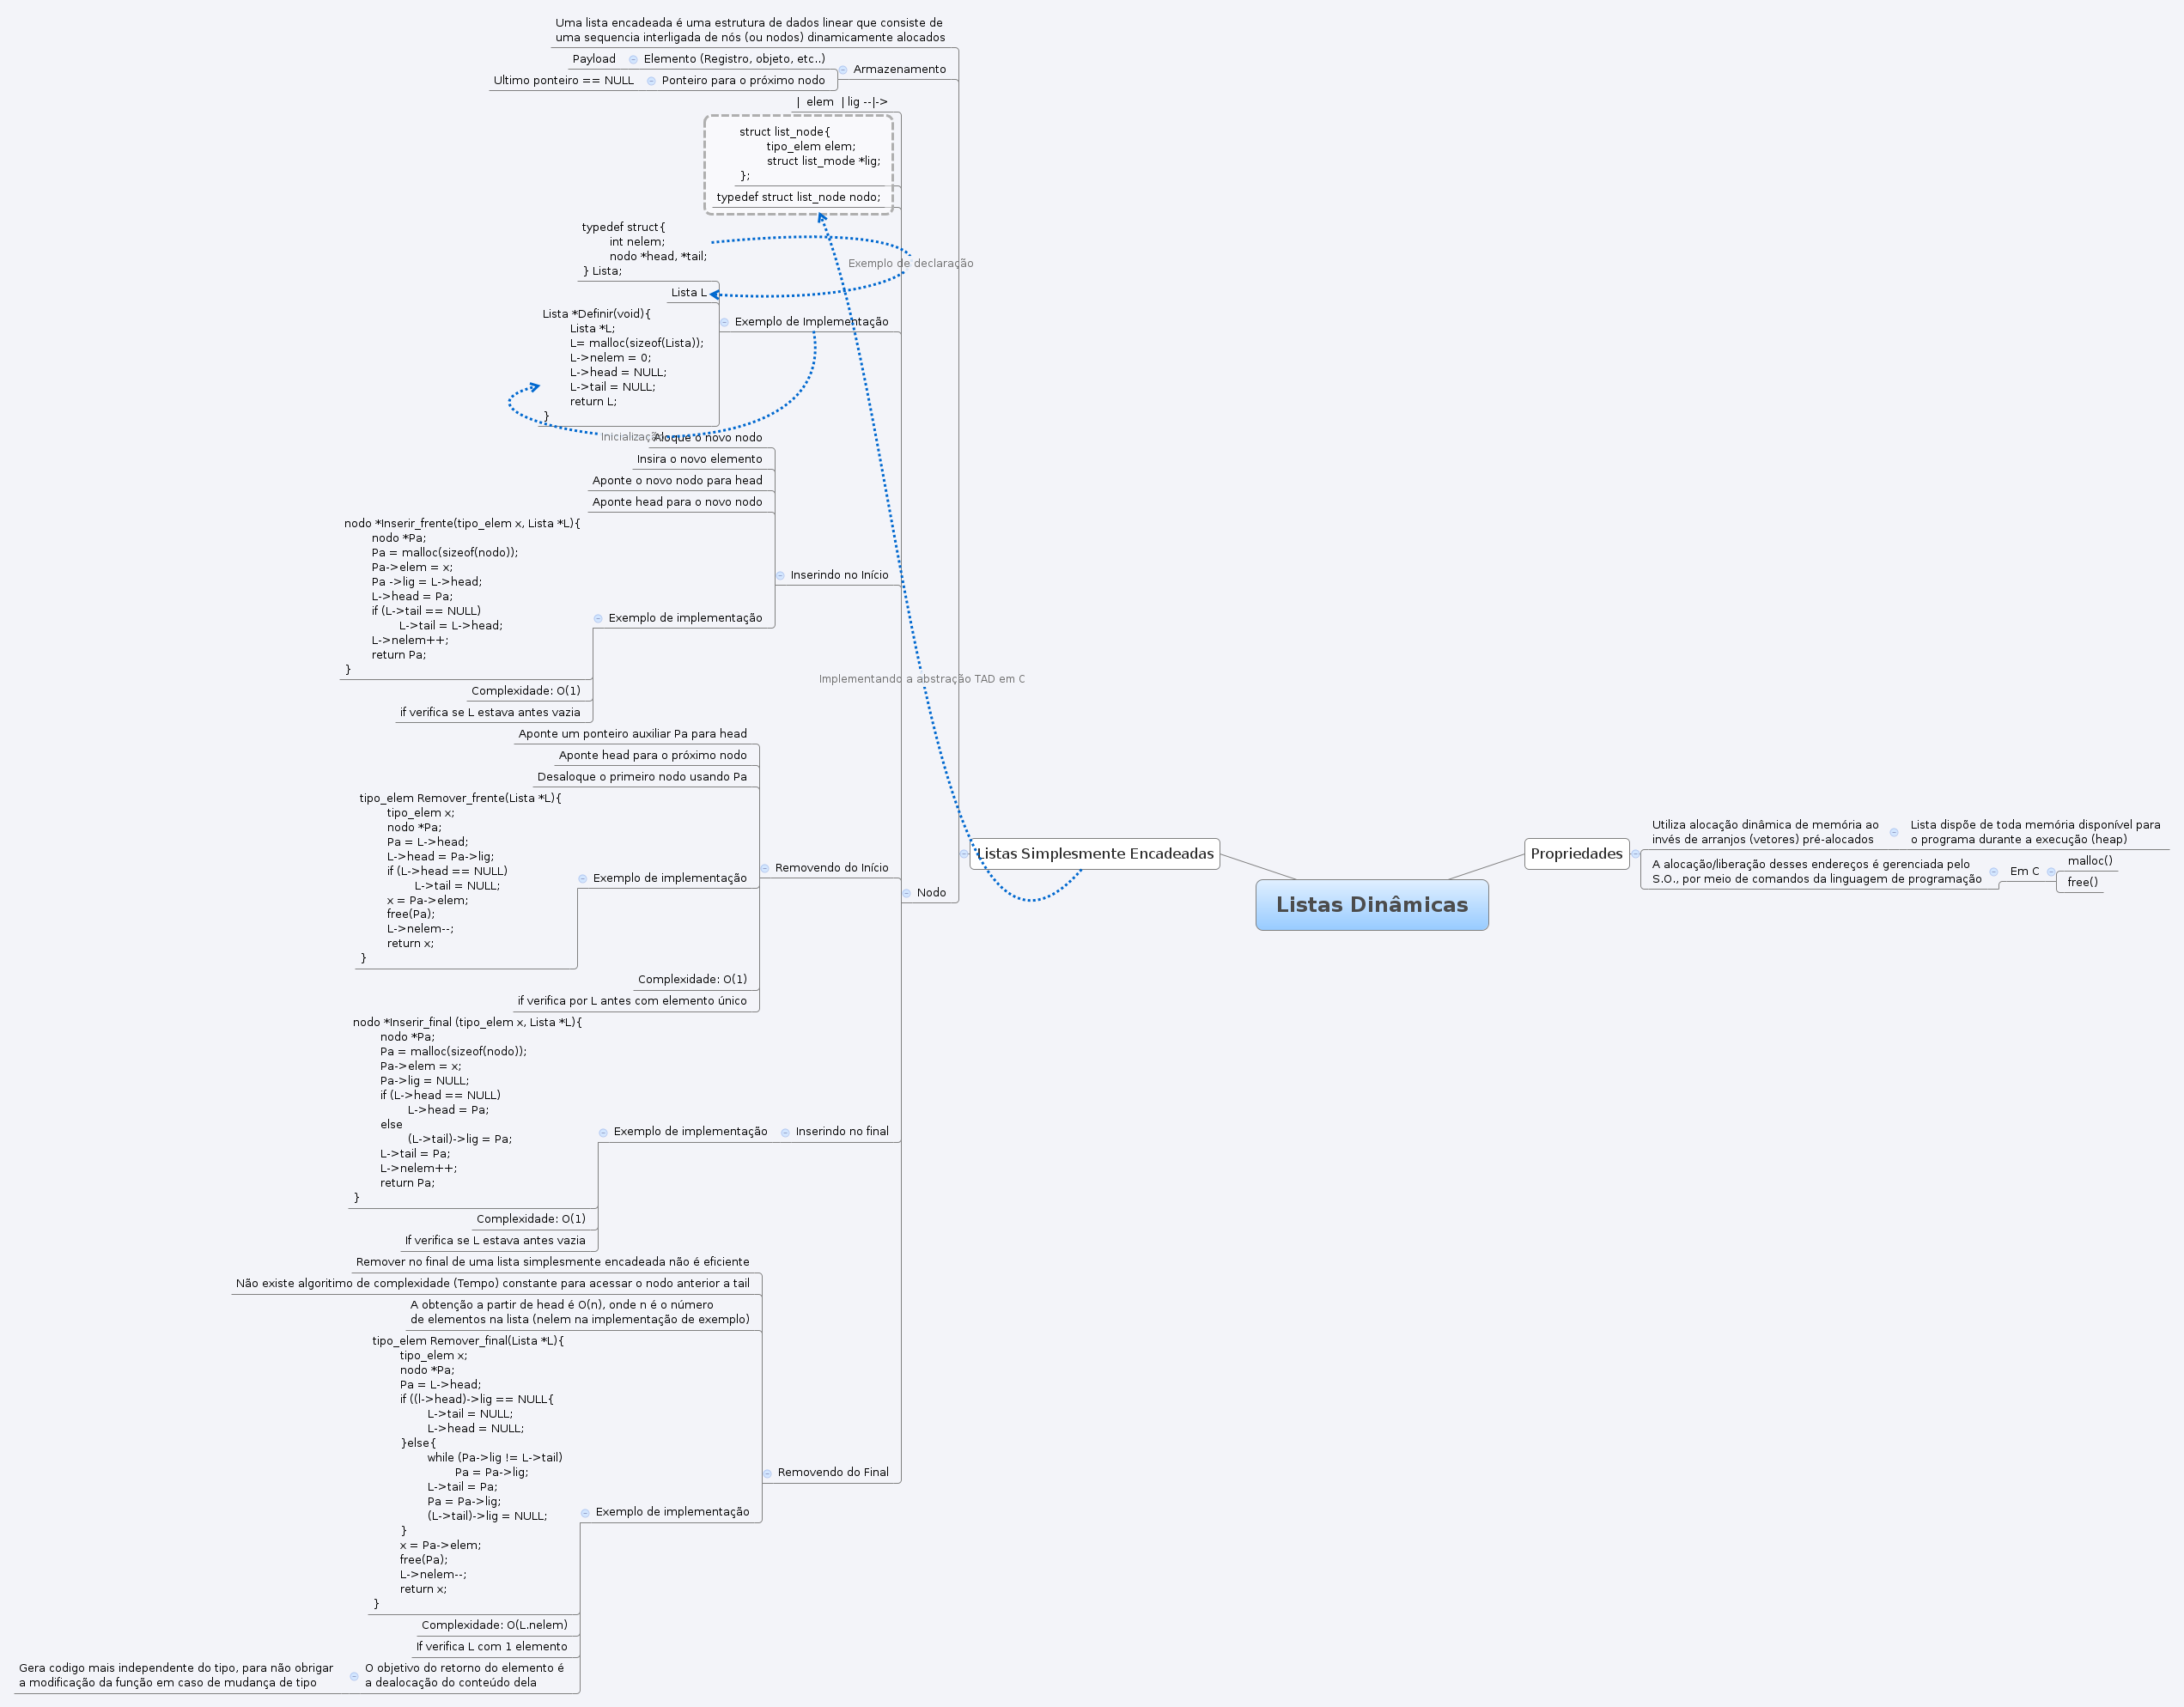 Uma lista encadeada é uma estrutura de dados linear que consiste de
uma sequencia interligada de nós (ou nodos) dinamicamente alocados
Payload
Elemento (Registro, objeto, etc..)
Armazenamento
Ultimo ponteiro == NULL
Ponteiro para o próximo nodo
| elem | lig --|->
struct list_node{
tipo_elem elem;
struct list_mode *lig;
};
typedef struct list_node nodo;
typedef struct{
int nelem;
nodo *head, *tail;
} Lista;
Exemplo de declaração
Lista L
Exemplo de Implementação
Lista *Definir(void){
Lista *L;
L= malloc(sizeof(Lista));
L->nelem = 0;
L->head = NULL;
L->tail = NULL;
return L;
}
Inicialização
Aloque o novo nodo
Insira o novo elemento
Aponte o novo nodo para head
Aponte head para o novo nodo
nodo *Inserir_frente(tipo_elem x, Lista *L){
nodo *Pa;
Pa = malloc(sizeof(nodo));
Pa->elem = x;
Pa ->lig = L->head;
L->head = Pa;
if (L->tail == NULL)
L->tail = L->head;
L->nelem++;
return Pa;
}
Inserindo no Início
Exemplo de implementação
Complexidade: O(1)
if verifica se L estava antes vazia
Implementando a abstração TAD em C
Aponte um ponteiro auxiliar Pa para head
Aponte head para o próximo nodo
Desaloque o primeiro nodo usando Pa
tipo_elem Remover_frente(Lista *L){
tipo_elem x;
nodo *Pa;
Pa = L->head;
L->head = Pa->lig;
if (L->head == NULL)
L->tail = NULL;
x = Pa->elem;
free(Pa);
L->nelem--;
return x;
}
Exemplo de implementação
Removendo do Início
Complexidade: O(1)
if verifica por L antes com elemento único
Nodo
nodo *Inserir_final (tipo_elem x, Lista *L){
nodo *Pa;
Pa = malloc(sizeof(nodo));
Pa->elem = x;
Pa->lig = NULL;
if (L->head == NULL)
L->head = Pa;
else
(L->tail)->lig = Pa;
L->tail = Pa;
L->nelem++;
return Pa;
}
Exemplo de implementação
Inserindo no final
Complexidade: O(1)
If verifica se L estava antes vazia
Remover no final de uma lista simplesmente encadeada não é eficiente
Não existe algoritimo de complexidade (Tempo) constante para acessar o nodo anterior a tail
A obtenção a partir de head é O(n), onde n é o número
de elementos na lista (nelem na implementação de exemplo)
tipo_elem Remover_final(Lista *L){
tipo_elem x;
nodo *Pa;
Pa = L->head;
if ((l->head)->lig == NULL{
L->tail = NULL;
L->head = NULL;
}else{
while (Pa->lig != L->tail)
Pa = Pa->lig;
L->tail = Pa;
Pa = Pa->lig;
(L->tail)->lig = NULL;
}
x = Pa->elem;
free(Pa);
L->nelem--;
return x;
}
Removendo do Final
Exemplo de implementação
Complexidade: O(L.nelem)
If verifica L com 1 elemento
Gera codigo mais independente do tipo, para não obrigar
a modificação da função em caso de mudança de tipo
O objetivo do retorno do elemento é
a dealocação do conteúdo dela
Listas Simplesmente Encadeadas
Listas Dinâmicas
Propriedades
Utiliza alocação dinâmica de memória ao
invés de arranjos (vetores) pré-alocados
Lista dispõe de toda memória disponível para
o programa durante a execução (heap)
A alocação/liberação desses endereços é gerenciada pelo
S.O., por meio de comandos da linguagem de programação
Em C
malloc()
free()